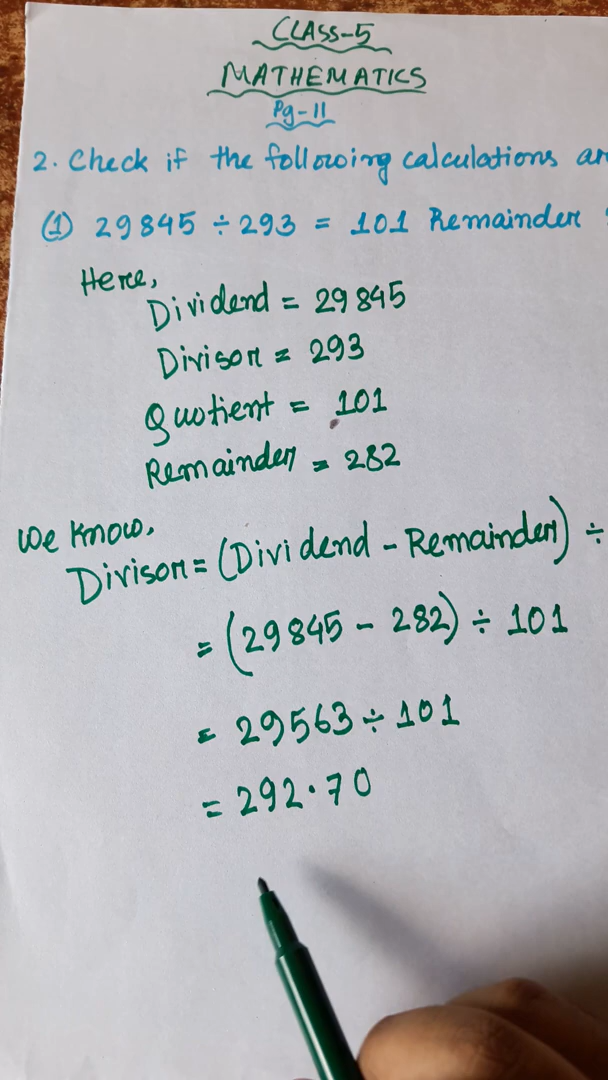 CLASS-5
MATHEMATICS
Pg-11
2. Check if the following calculations
(1) 29845 ÷ 293 = 101 Remainder
Here,
Dividend = 29845
Divisor = 293
Quotient = 101
Remainder = 282
We know,
Divisor = (Dividend - Remainder) ÷
= (29845 - 282) ÷ 101
= 29563 ÷ 101
= 292.70